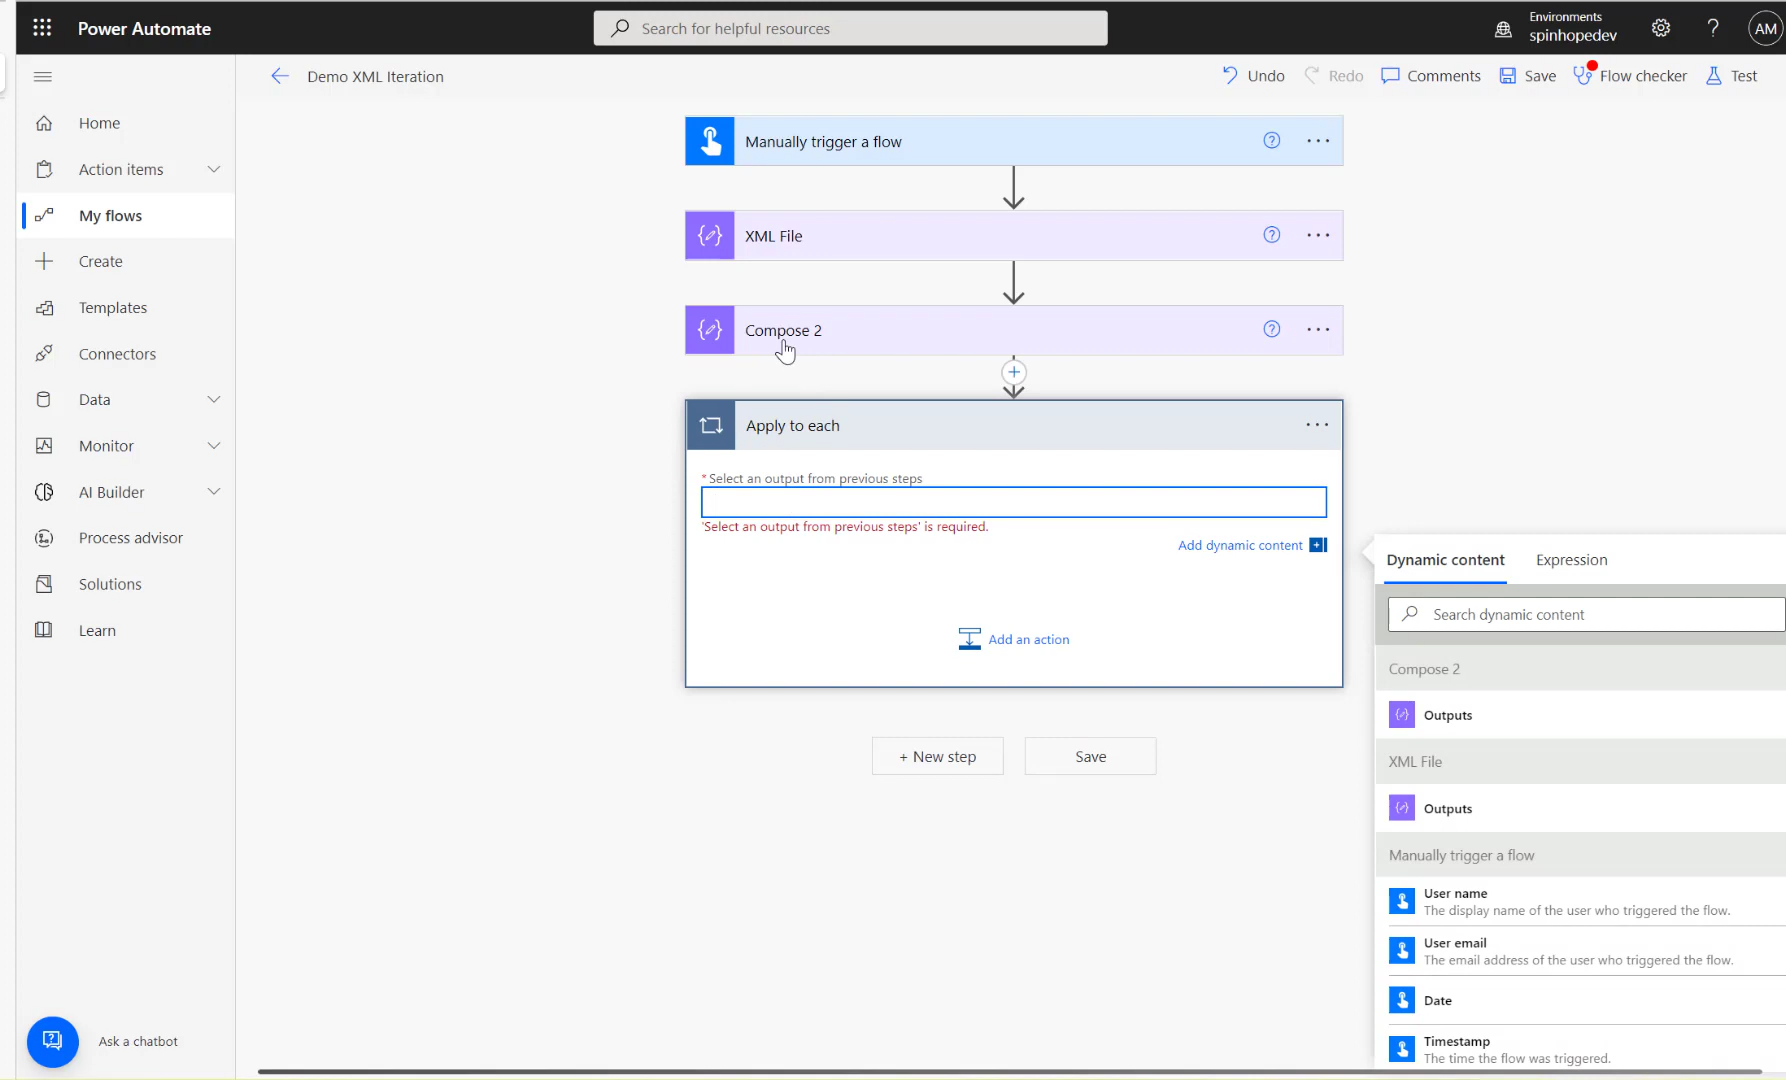 Power Automate
Search for helpful resources
Environments
spinhopedev
?
AM
Demo XML Iteration
Undo
Redo
Comments
Save
Flow checker
Test
Home
Action items
My flows
Create
Templates
Connectors
Data
Monitor
AI Builder
Process advisor
Solutions
Learn
Ask a chatbot
Manually trigger a flow
XML File
Compose 2
Apply to each
* Select an output from previous steps
'Select an output from previous steps' is required.
Add dynamic content
Add an action
+ New step
Save
Dynamic content
Expression
Search dynamic content
Compose 2
Outputs
XML File
Outputs
Manually trigger a flow
User name
The display name of the user who triggered the flow.
User email
The email address of the user who triggered the flow.
Date
Timestamp
The time the flow was triggered.